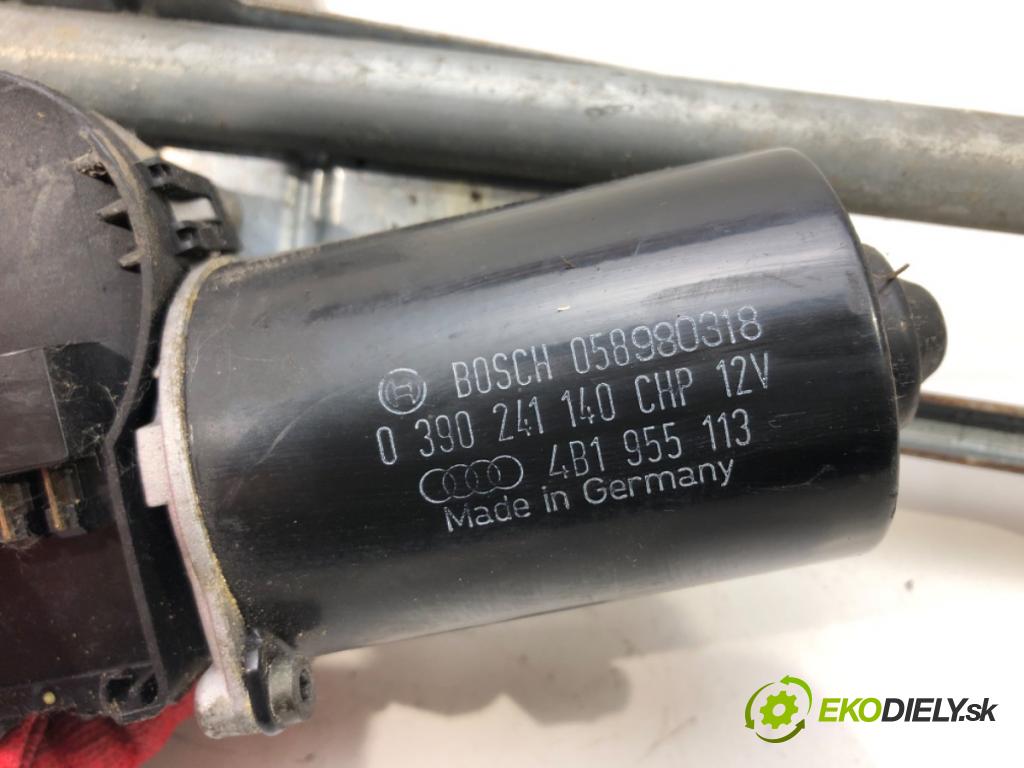 BOSCH 058980318
0 390 241 140 CHP 12V
4B1 955 113
Made in Germany
EKODIELY.sk